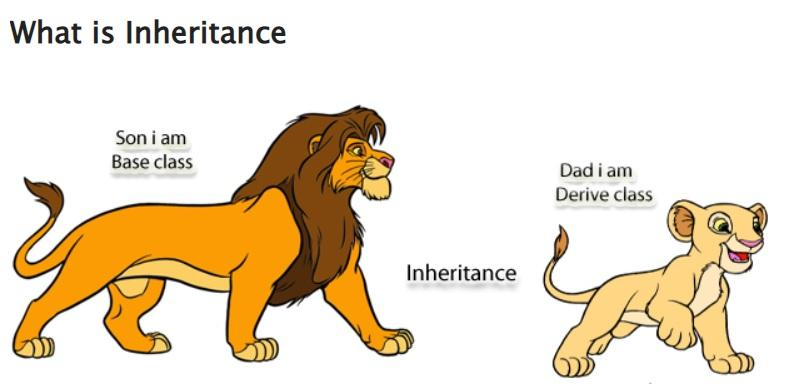 What is Inheritance
Son i am
Base class
Dad i am
Derive class
Inheritance